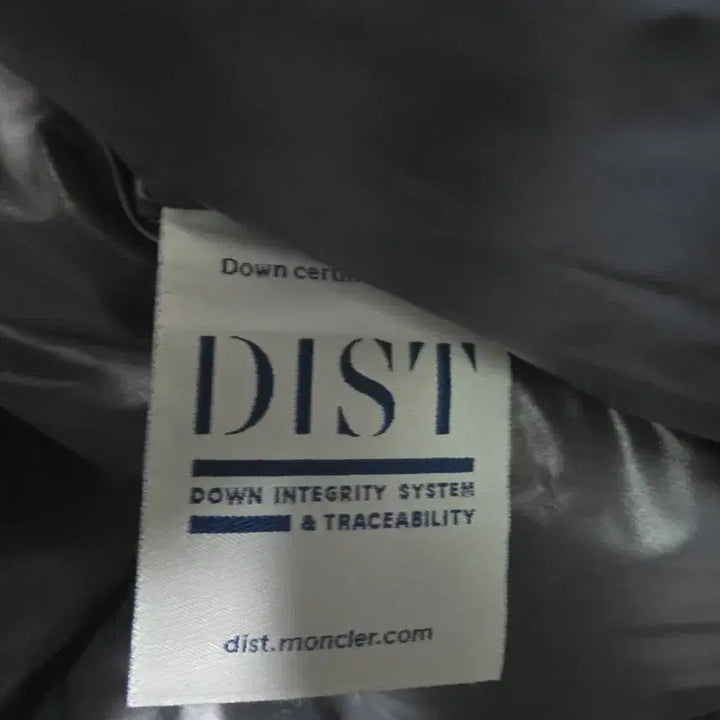 Down
DIST
DOWN INTEGRITY SYSTEM
& TRACEABILITY
dist.moncler.com